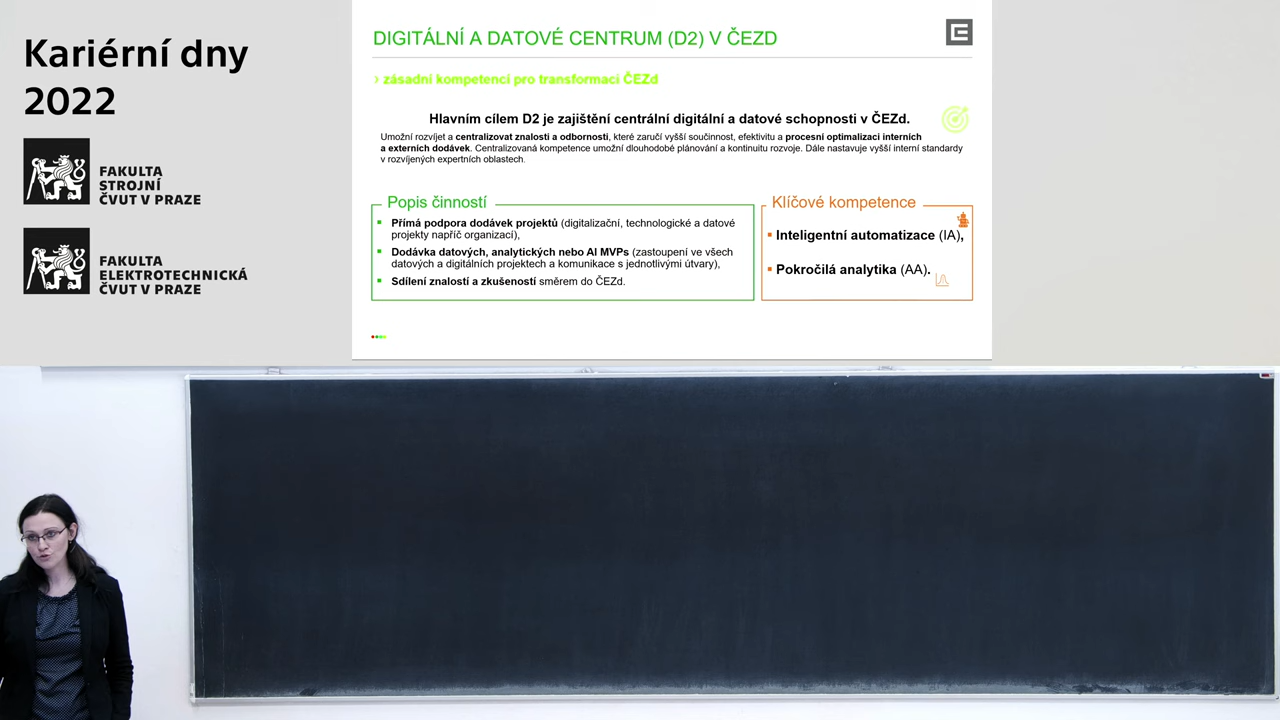 Kariérní dny
2022
FAKULTA
STROJNÍ
ČVUT V PRAZE
FAKULTA
ELEKTROTECHNICKÁ
ČVUT V PRAZE
DIGITÁLNÍ A DATOVÉ CENTRUM (D2) V ČEZD
› zásadní kompetencí pro transformaci ČEZd
Hlavním cílem D2 je zajištění centrální digitální a datové schopnosti v ČEZd.
Umožní rozvíjet a centralizovat znalosti a odbornosti, které zaručí vyšší součinnost, efektivitu a procesní optimalizaci interních
a externích dodávek. Centralizovaná kompetence umožní dlouhodobé plánování a kontinuitu rozvoje. Dále nastavuje vyšší interní standardy
v rozvíjených expertních oblastech.
Popis činností
▪ Přímá podpora dodávek projektů (digitalizační, technologické a datové
projekty napříč organizací),
▪ Dodávka datových, analytických nebo AI MVPs (zastoupení ve všech
datových a digitálních projektech a komunikace s jednotlivými útvary),
▪ Sdílení znalostí a zkušeností směrem do ČEZd.
Klíčové kompetence
▪ Inteligentní automatizace (IA),
▪ Pokročilá analytika (AA).